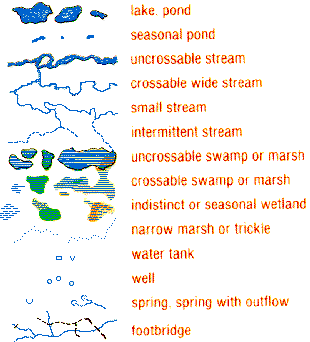 lake, pond
seasonal pond
uncrossable stream
crossable wide stream
small stream
intermittent stream
uncrossable swamp or marsh
crossable swamp or marsh
indistinct or seasonal wetland
narrow marsh or trickle
water tank
well
spring, spring with outflow
footbridge